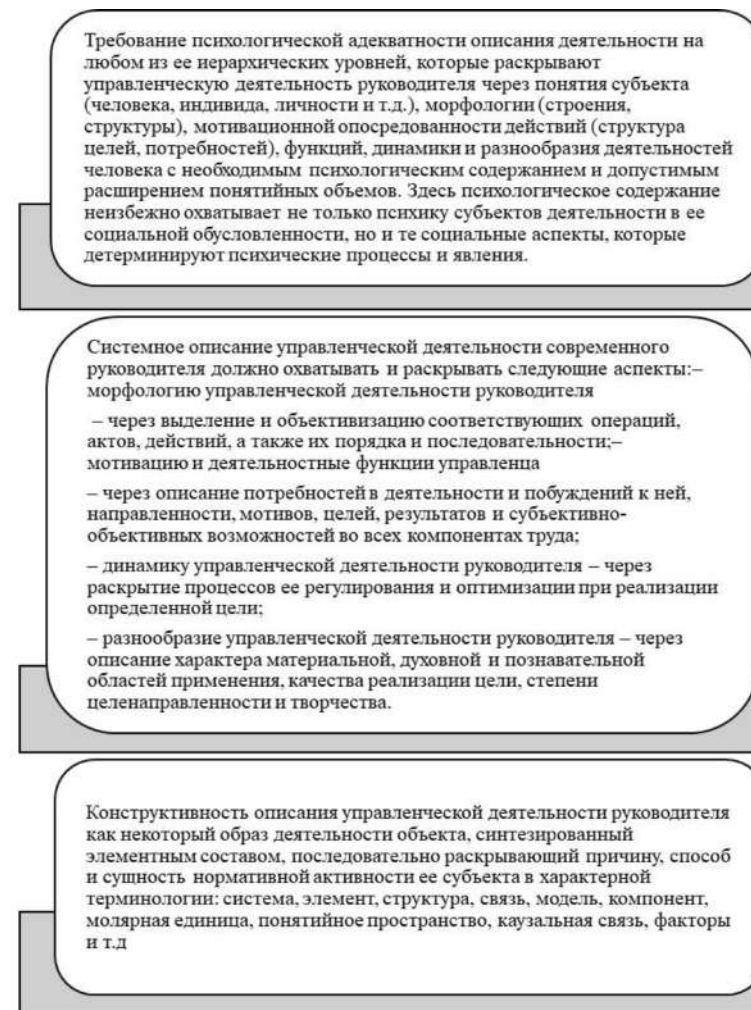 Требование психологической адекватности описания деятельности на
любом из ее иерархических уровней, которые раскрывают
управленческую деятельность руководителя через понятия субъекта
(человека, индивида, личности и т.д.), морфологии (строения,
структуры), мотивационной опосредованности действий (структура
целей, потребностей), функций, динамики и разнообразия деятельностей
человека с необходимым психологическим содержанием и допустимым
расширением понятийных объемов. Здесь психологическое содержание
неизбежно охватывает не только психику субъектов деятельности в ее
социальной обусловленности, но и те социальные аспекты, которые
детерминируют психические процессы и явления.
Системное описание управленческой деятельности современного
руководителя должно охватывать и раскрывать следующие аспекты:–
морфологию управленческой деятельности руководителя
– через выделение и объективизацию соответствующих операций,
актов, действий, а также их порядка и последовательности;–
мотивацию и деятельностные функции управленца
– через описание потребностей в деятельности и побуждений к ней,
направленности, мотивов, целей, результатов и субъективно-
объективных возможностей во всех компонентах труда;
– динамику управленческой деятельности руководителя – через
раскрытие процессов ее регулирования и оптимизации при реализации
определенной цели;
– разнообразие управленческой деятельности руководителя – через
описание характера материальной, духовной и познавательной
областей применения, качества реализации цели, степени
целенаправленности и творчества.
Конструктивность описания управленческой деятельности руководителя
как некоторый образ деятельности объекта, синтезированный
элементным составом, последовательно раскрывающий причину, способ
и сущность нормативной активности ее субъекта в характерной
терминологии: система, элемент, структура, связь, модель, компонент,
молярная единица, понятийное пространство, каузальная связь, факторы
и т.д